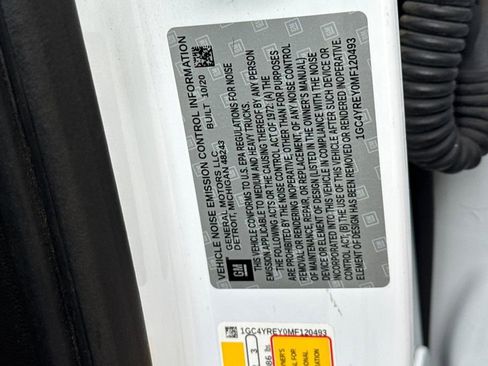 VEHICLE NOISE EMISSION CONTROL INFORMATION
GENERAL MOTORS LLC BUILT 10/20
DETROIT, MICHIGAN 48243
THIS VEHICLE CONFORMS TO U.S. EPA REGULATIONS FOR NOISE
EMISSION APPLICABLE TO MEDIUM AND HEAVY TRUCKS.
THE FOLLOWING ACTS OR THE CAUSING THEREOF BY ANY PERSON
ARE PROHIBITED BY THE NOISE CONTROL ACT OF 1972: (A) THE
REMOVAL OR RENDERING INOPERATIVE, OTHER THAN FOR PURPOSES
OF MAINTENANCE, REPAIR, OR REPLACEMENT, OF ANY NOISE CONTROL
DEVICE OR ELEMENT OF DESIGN (LISTED IN THE OWNER'S MANUAL)
INCORPORATED INTO THIS VEHICLE IN COMPLIANCE WITH THE NOISE
CONTROL ACT, (B) THE USE OF THIS VEHICLE AFTER SUCH DEVICE OR
ELEMENT OF DESIGN HAS BEEN REMOVED OR RENDERED INOPERATIVE.
1GC4YREY0MF120493
GM
1GC4YREY0MF120493
3